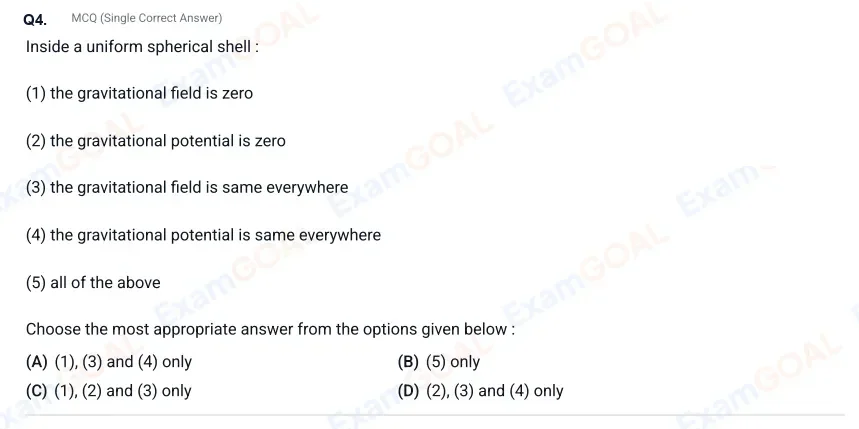 Q4. MCQ (Single Correct Answer)
Inside a uniform spherical shell :
(1) the gravitational field is zero
(2) the gravitational potential is zero
(3) the gravitational field is same everywhere
(4) the gravitational potential is same everywhere
(5) all of the above
Choose the most appropriate answer from the options given below :
(A) (1), (3) and (4) only (B) (5) only
(C) (1), (2) and (3) only (D) (2), (3) and (4) only
ExamGOAL